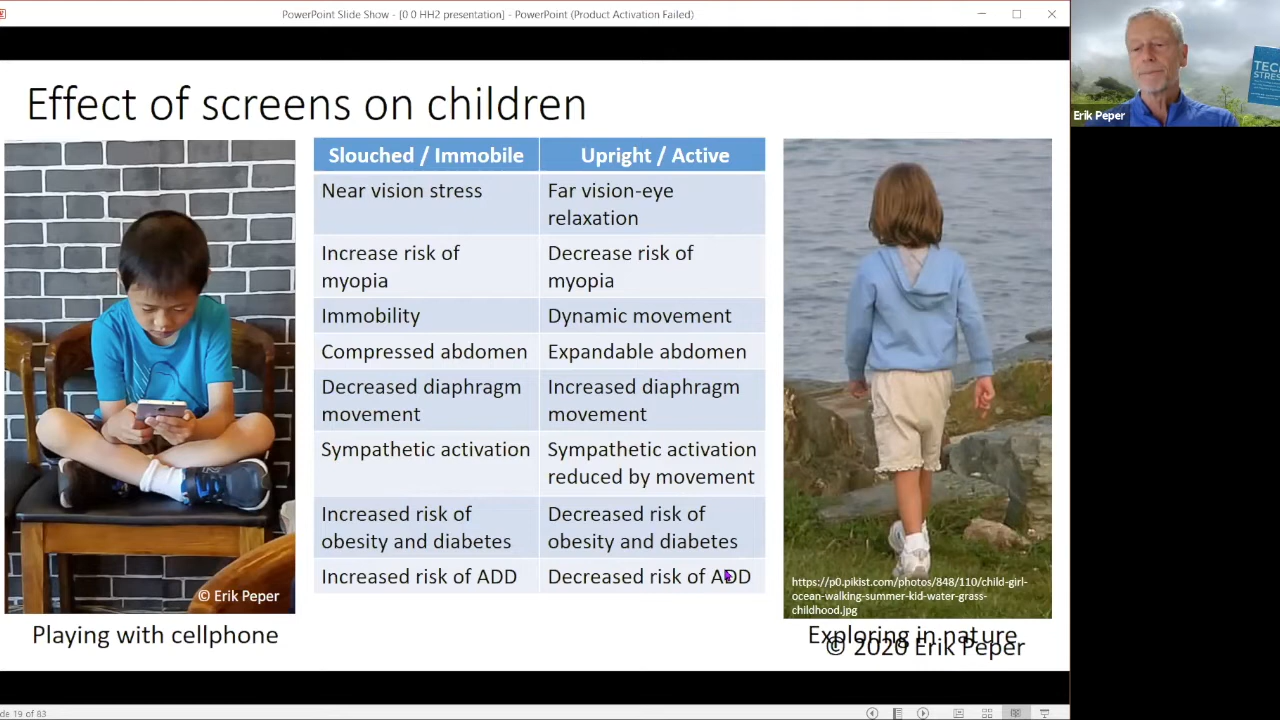 PowerPoint Slide Show - [0 0 HH2 presentation] - PowerPoint (Product Activation Failed)
Effect of screens on children
Slouched / Immobile
Upright / Active
Near vision stress
Far vision-eye
relaxation
Increase risk of
myopia
Decrease risk of
myopia
Immobility
Dynamic movement
Compressed abdomen
Expandable abdomen
Decreased diaphragm
movement
Increased diaphragm
movement
Sympathetic activation
Sympathetic activation
reduced by movement
Increased risk of
obesity and diabetes
Decreased risk of
obesity and diabetes
Increased risk of ADD
Decreased risk of ADD
© Erik Peper
Playing with cellphone
https://p0.pikist.com/photos/848/110/child-girl-
ocean-walking-summer-kid-water-grass-
childhood.jpg
Exploring in nature
© 2020 Erik Peper
Erik Peper
TECH
STRESS
lide 19 of 83